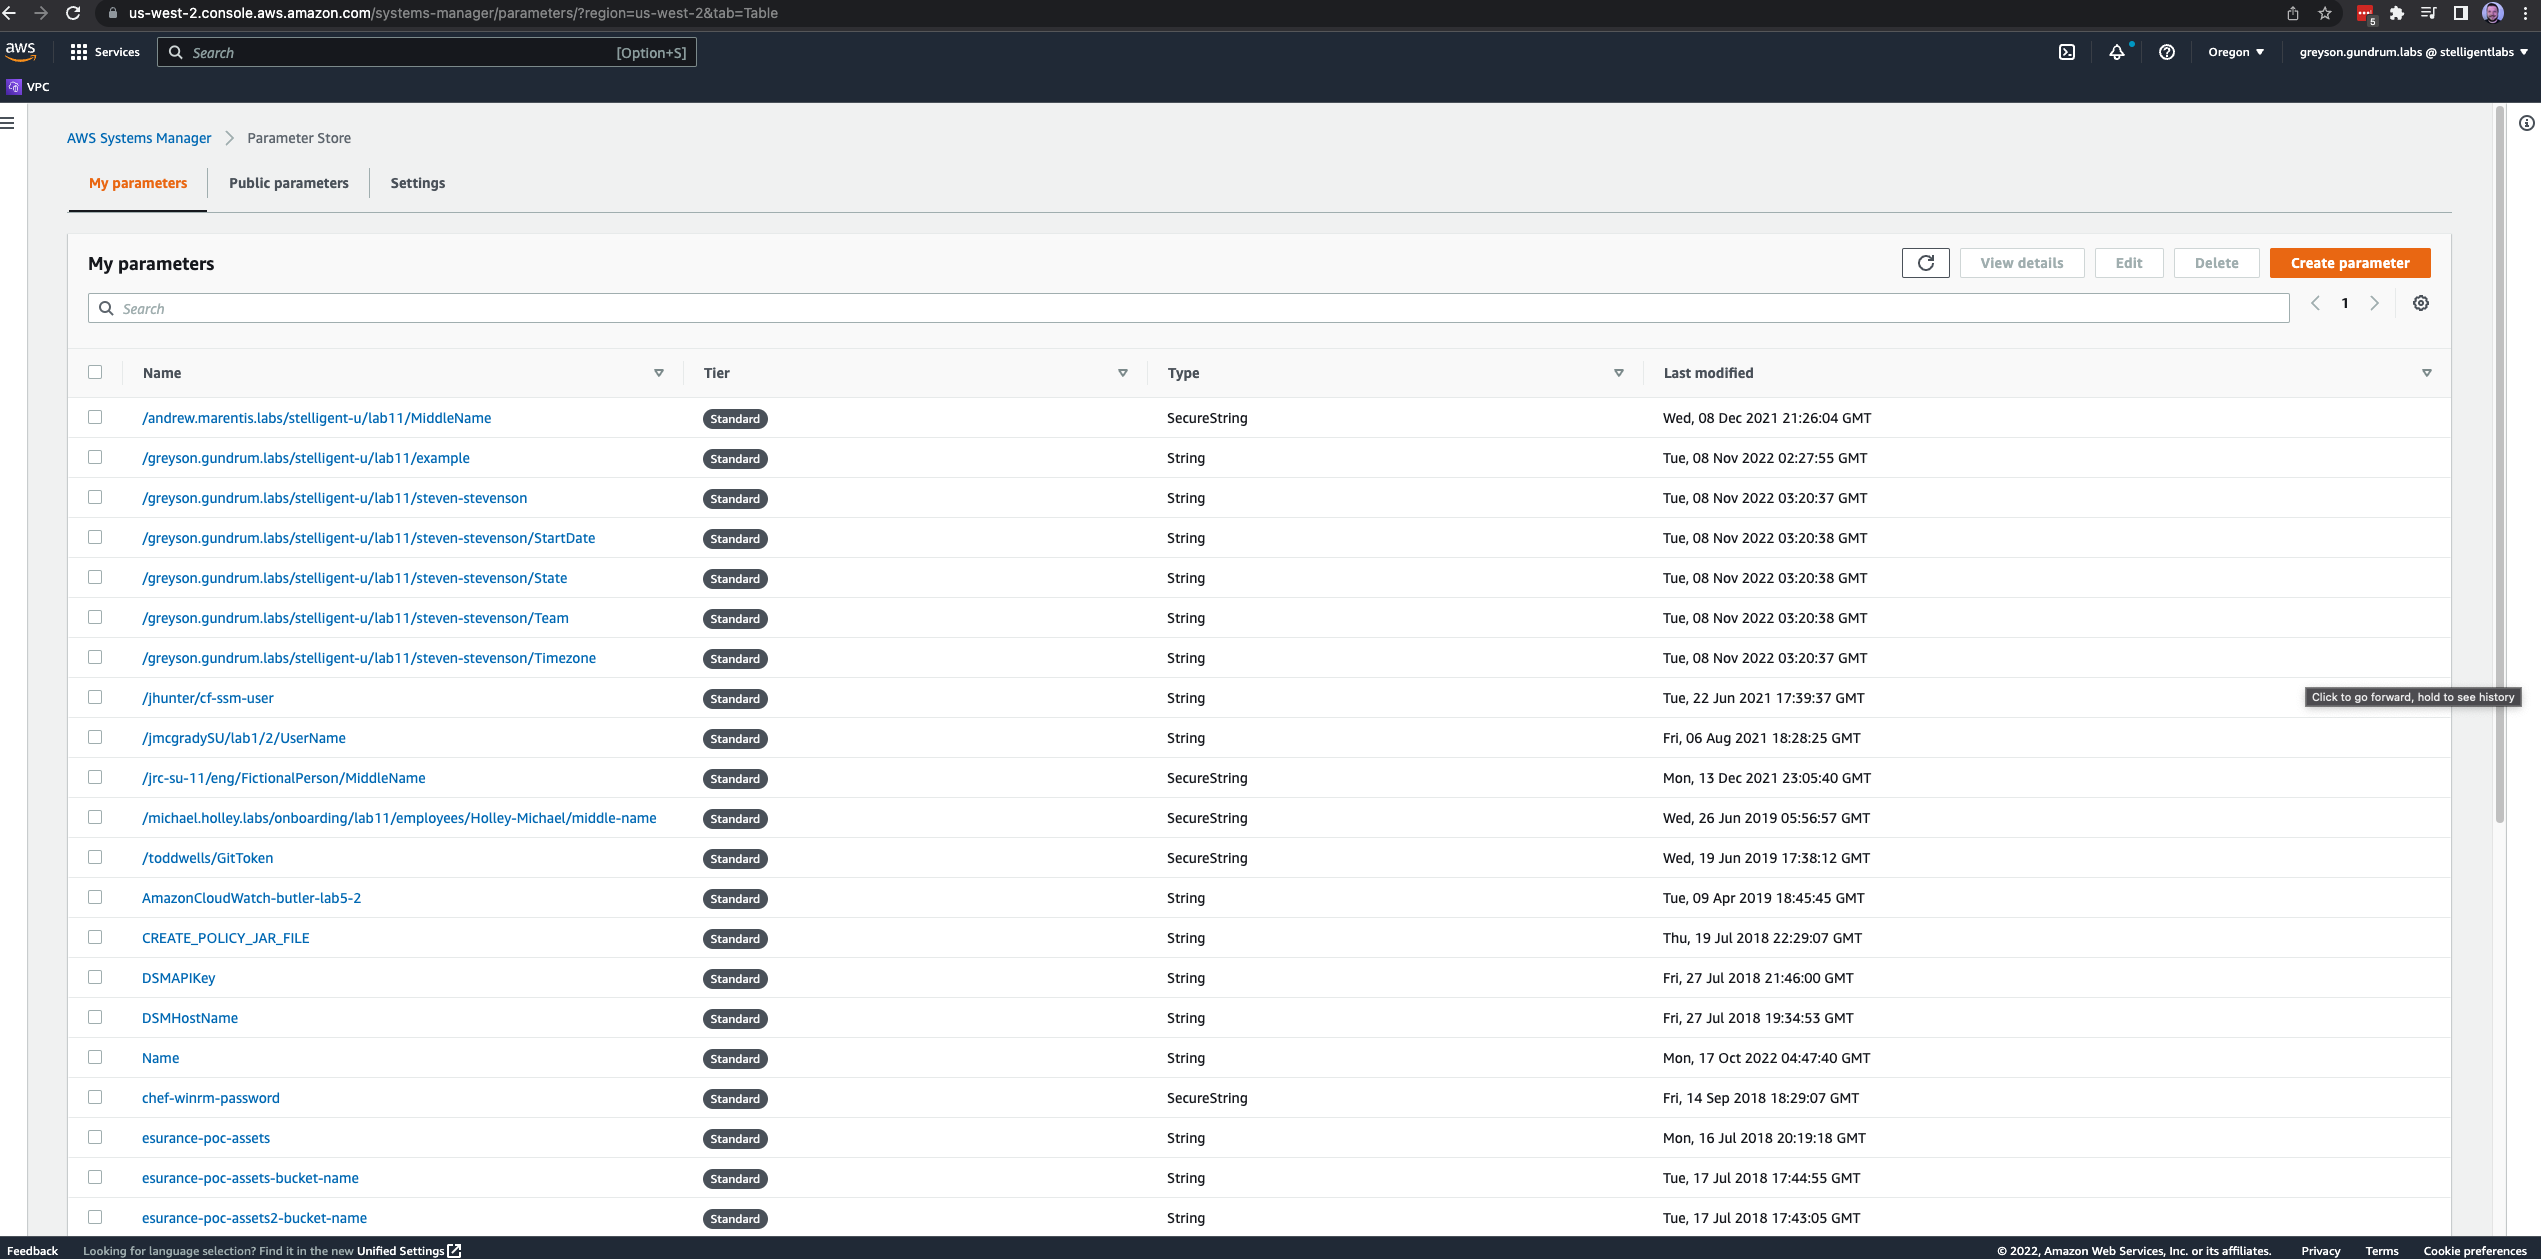 us-west-2.console.aws.amazon.com/systems-manager/parameters/?region=us-west-2&tab=Table
5
aws Services Search [Option+S] Oregon greyson.gundrum.labs @ stelligentlabs
VPC
AWS Systems Manager Parameter Store
My parameters Public parameters Settings
My parameters View details Edit Delete Create parameter
Search 1
Name Tier Type Last modified
/andrew.marentis.labs/stelligent-u/lab11/MiddleName Standard SecureString Wed, 08 Dec 2021 21:26:04 GMT
/greyson.gundrum.labs/stelligent-u/lab11/example Standard String Tue, 08 Nov 2022 02:27:55 GMT
/greyson.gundrum.labs/stelligent-u/lab11/steven-stevenson Standard String Tue, 08 Nov 2022 03:20:37 GMT
/greyson.gundrum.labs/stelligent-u/lab11/steven-stevenson/StartDate Standard String Tue, 08 Nov 2022 03:20:38 GMT
/greyson.gundrum.labs/stelligent-u/lab11/steven-stevenson/State Standard String Tue, 08 Nov 2022 03:20:38 GMT
/greyson.gundrum.labs/stelligent-u/lab11/steven-stevenson/Team Standard String Tue, 08 Nov 2022 03:20:38 GMT
/greyson.gundrum.labs/stelligent-u/lab11/steven-stevenson/Timezone Standard String Tue, 08 Nov 2022 03:20:37 GMT
/jhunter/cf-ssm-user Standard String Tue, 22 Jun 2021 17:39:37 GMT
Click to go forward, hold to see history
/jmcgradySU/lab1/2/UserName Standard String Fri, 06 Aug 2021 18:28:25 GMT
/jrc-su-11/eng/FictionalPerson/MiddleName Standard SecureString Mon, 13 Dec 2021 23:05:40 GMT
/michael.holley.labs/onboarding/lab11/employees/Holley-Michael/middle-name Standard SecureString Wed, 26 Jun 2019 05:56:57 GMT
/toddwells/GitToken Standard SecureString Wed, 19 Jun 2019 17:38:12 GMT
AmazonCloudWatch-butler-lab5-2 Standard String Tue, 09 Apr 2019 18:45:45 GMT
CREATE_POLICY_JAR_FILE Standard String Thu, 19 Jul 2018 22:29:07 GMT
DSMAPIKey Standard String Fri, 27 Jul 2018 21:46:00 GMT
DSMHostName Standard String Fri, 27 Jul 2018 19:34:53 GMT
Name Standard String Mon, 17 Oct 2022 04:47:40 GMT
chef-winrm-password Standard SecureString Fri, 14 Sep 2018 18:29:07 GMT
esurance-poc-assets Standard String Mon, 16 Jul 2018 20:19:18 GMT
esurance-poc-assets-bucket-name Standard String Tue, 17 Jul 2018 17:44:55 GMT
esurance-poc-assets2-bucket-name Standard String Tue, 17 Jul 2018 17:43:05 GMT
Feedback Looking for language selection? Find it in the new Unified Settings © 2022, Amazon Web Services, Inc. or its affiliates. Privacy Terms Cookie preferences